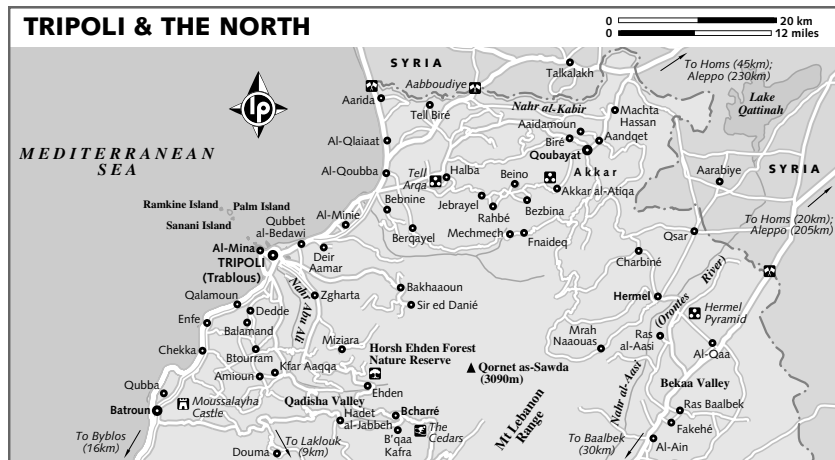 TRIPOLI & THE NORTH
0 20 km
0 12 miles
SYRIA
Talkalakh
To Homs (45km);
Aleppo (230km)
Aabboudiye
Aarida
Tell Biré
Nahr al-Kabir
Machta
Hassan
Lake
Qattinah
lp
Aaidamoun
Biré
Aandqet
Al-Qlaiaat
Qoubayat
MEDITERRANEAN
SEA
SYRIA
Al-Qoubba
Tell
Arqa
Halba
Beino
Akkar
Aarabiye
Akkar al-Atiqa
Ramkine Island
Palm Island
Bebnine
Jebrayel
Rahbé
Bezbina
Sanani Island
Al-Minie
Qubbet
al-Bedawi
To Homs (20km);
Aleppo (205km)
Berqayel
Mechmech
Fnaideq
Qsar
Al-Mina
TRIPOLI
(Trablous)
Deir
Aamar
Charbiné
Nahr Abu Ali
Bakhaaoun
Zgharta
Sir ed Danié
Hermel
(Orontes River)
Qalamoun
Dedde
Enfe
Balamand
Hermel
Pyramid
Miziara
Horsh Ehden Forest
Nature Reserve
Mrah
Naaouas
Ras
al-Aasi
Al-Qaa
Chekka
Btourram
Kfar Aaqqa
Amioun
Qornet as-Sawda
(3090m)
Ehden
Qubba
Moussalayha
Castle
Batroun
Qadisha Valley
Bekaa Valley
Mt Lebanon
Range
Nahr al-Aasi
Hadet
al-Jabbeh
Bcharré
B'qaa
Kafra
The
Cedars
Ras Baalbek
Fakehé
To Byblos
(16km)
Douma
To Laklouk
(9km)
To Baalbek
(30km)
Al-Ain